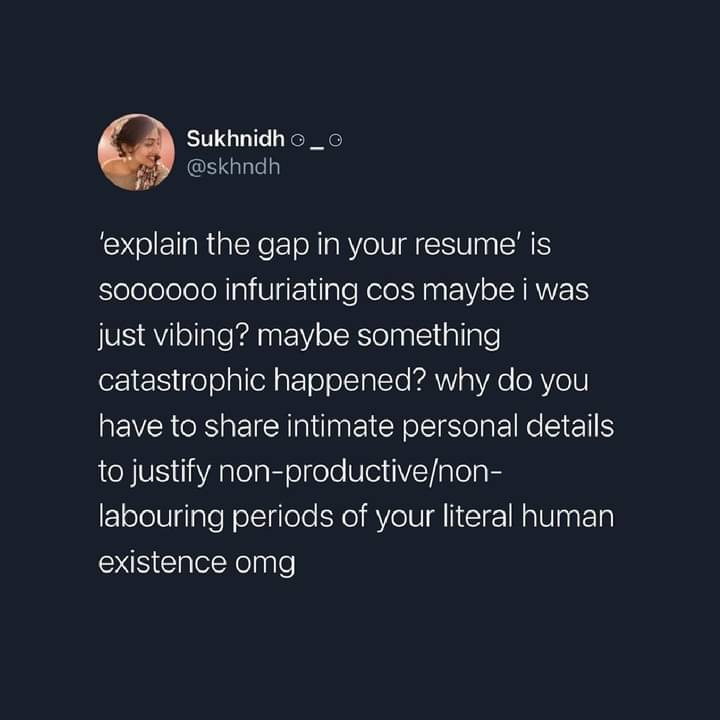 Sukhnidh ⚆ _ ⚆
@skhndh
'explain the gap in your resume' is
soooooo infuriating cos maybe i was
just vibing? maybe something
catastrophic happened? why do you
have to share intimate personal details
to justify non-productive/non-
labouring periods of your literal human
existence omg